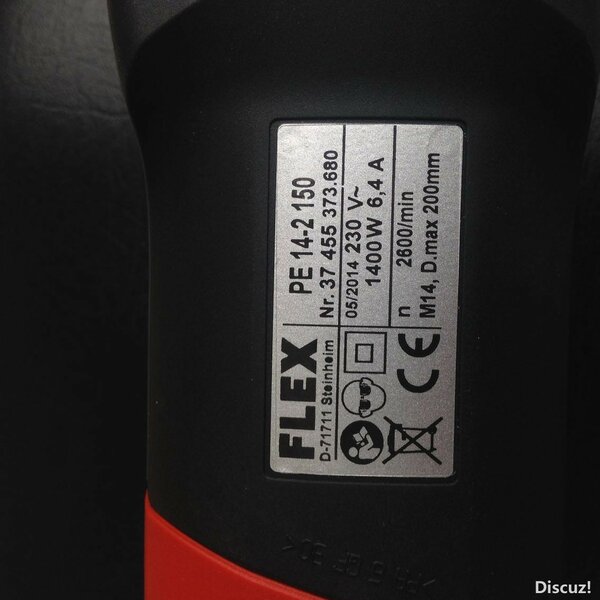 FLEX
PE 14-2 150
D-71711 Steinheim
Nr. 37 455 373.680
05/2014 230 V~
1400W 6,4 A
n 2600/min
M14, D.max 200mm
CE
Discuz!